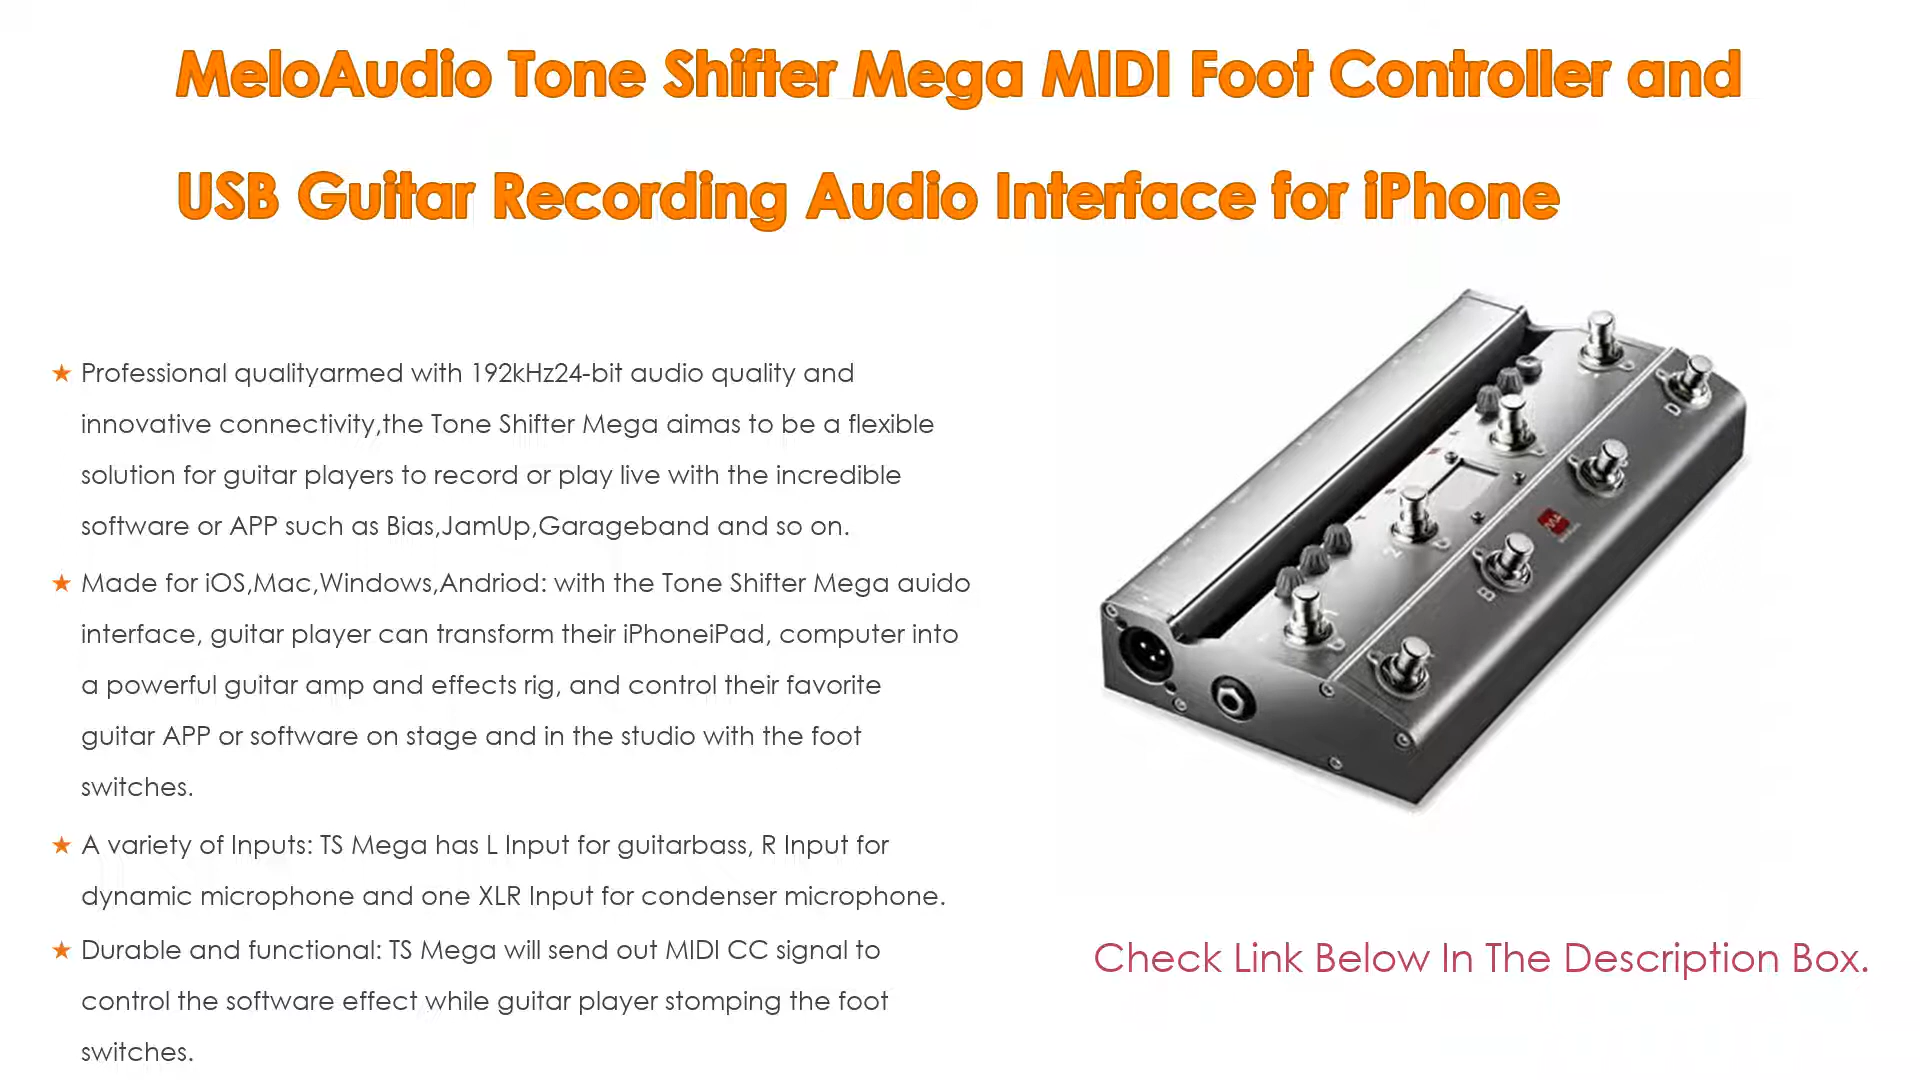 MeloAudio Tone Shifter Mega MIDI Foot Controller and
USB Guitar Recording Audio Interface for iPhone
★ Professional qualityarmed with 192kHz24-bit audio quality and
innovative connectivity,the Tone Shifter Mega aimas to be a flexible
solution for guitar players to record or play live with the incredible
software or APP such as Bias,JamUp,Garageband and so on.
★ Made for iOS,Mac,Windows,Andriod: with the Tone Shifter Mega auido
interface, guitar player can transform their iPhoneiPad, computer into
a powerful guitar amp and effects rig, and control their favorite
guitar APP or software on stage and in the studio with the foot
switches.
★ A variety of Inputs: TS Mega has L Input for guitarbass, R Input for
dynamic microphone and one XLR Input for condenser microphone.
★ Durable and functional: TS Mega will send out MIDI CC signal to
control the software effect while guitar player stomping the foot
switches.
D
2
B
Check Link Below In The Description Box.